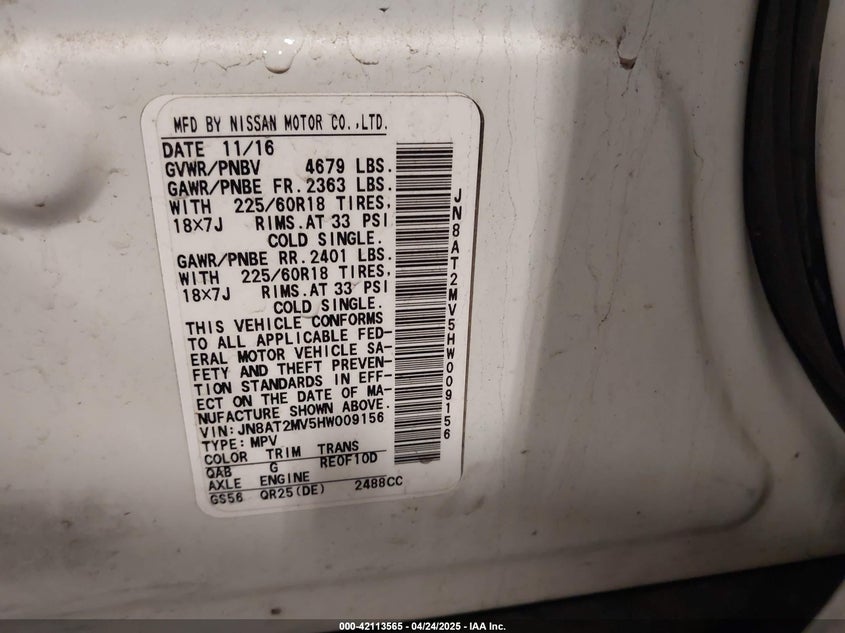 MFD BY NISSAN MOTOR CO.,LTD.
DATE 11/16
GVWR/PNBV 4679 LBS.
GAWR/PNBE FR.2363 LBS.
WITH 225/60R18 TIRES,
18X7J RIMS.AT 33 PSI
COLD SINGLE.
GAWR/PNBE RR.2401 LBS.
WITH 225/60R18 TIRES,
18X7J RIMS.AT 33 PSI
COLD SINGLE.
THIS VEHICLE CONFORMS
TO ALL APPLICABLE FED-
ERAL MOTOR VEHICLE SA-
FETY AND THEFT PREVEN-
TION STANDARDS IN EFF-
ECT ON THE DATE OF MA-
NUFACTURE SHOWN ABOVE.
VIN:JN8AT2MV5HW009156
TYPE:MPV
COLOR TRIM TRANS
QAB G RE0F10D
AXLE ENGINE
GS56 QR25(DE) 2488CC
JN8AT2MV5HW009156
000-42113565 - 04/24/2025 - IAA Inc.